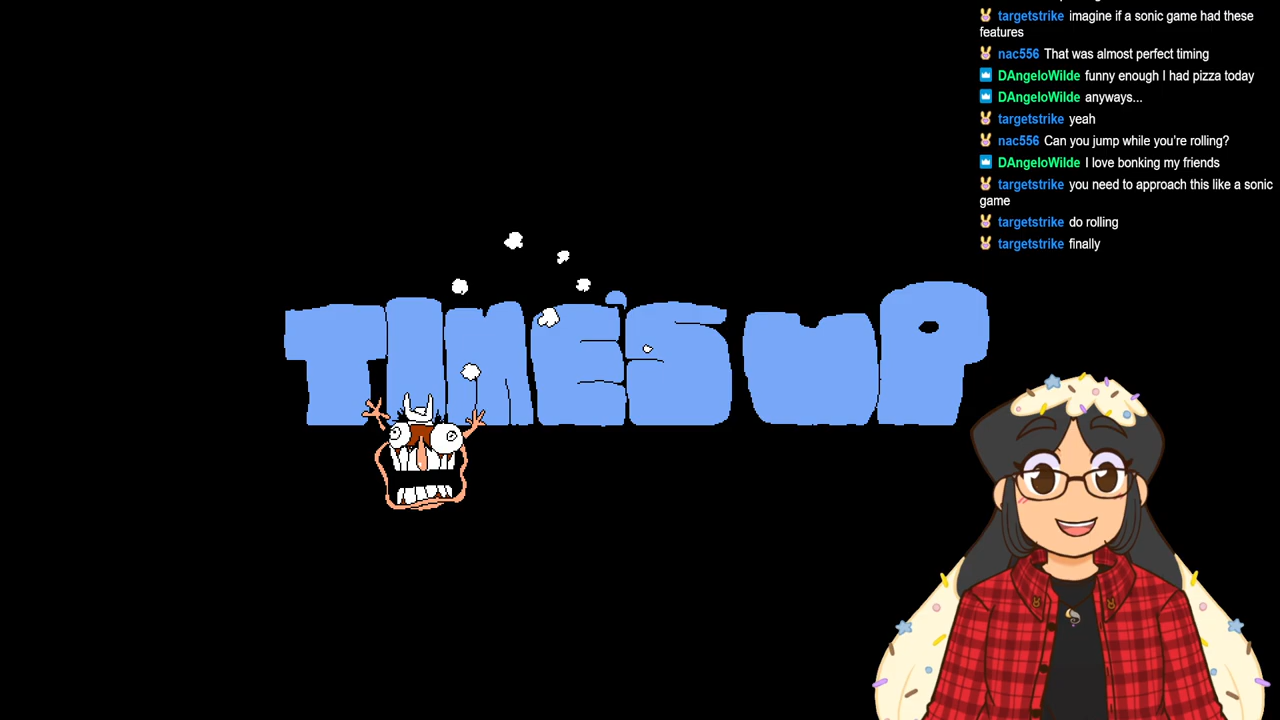 targetstrike imagine if a sonic game had these
features
nac556 That was almost perfect timing
DAngeloWilde funny enough I had pizza today
DAngeloWilde anyways...
targetstrike yeah
nac556 Can you jump while you're rolling?
DAngeloWilde I love bonking my friends
targetstrike you need to approach this like a sonic
game
targetstrike do rolling
targetstrike finally
TIME'S UP